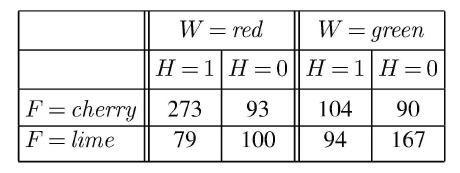 W = red W = green
H = 1 H = 0 H = 1 H = 0
F = cherry 273 93 104 90
F = lime 79 100 94 167